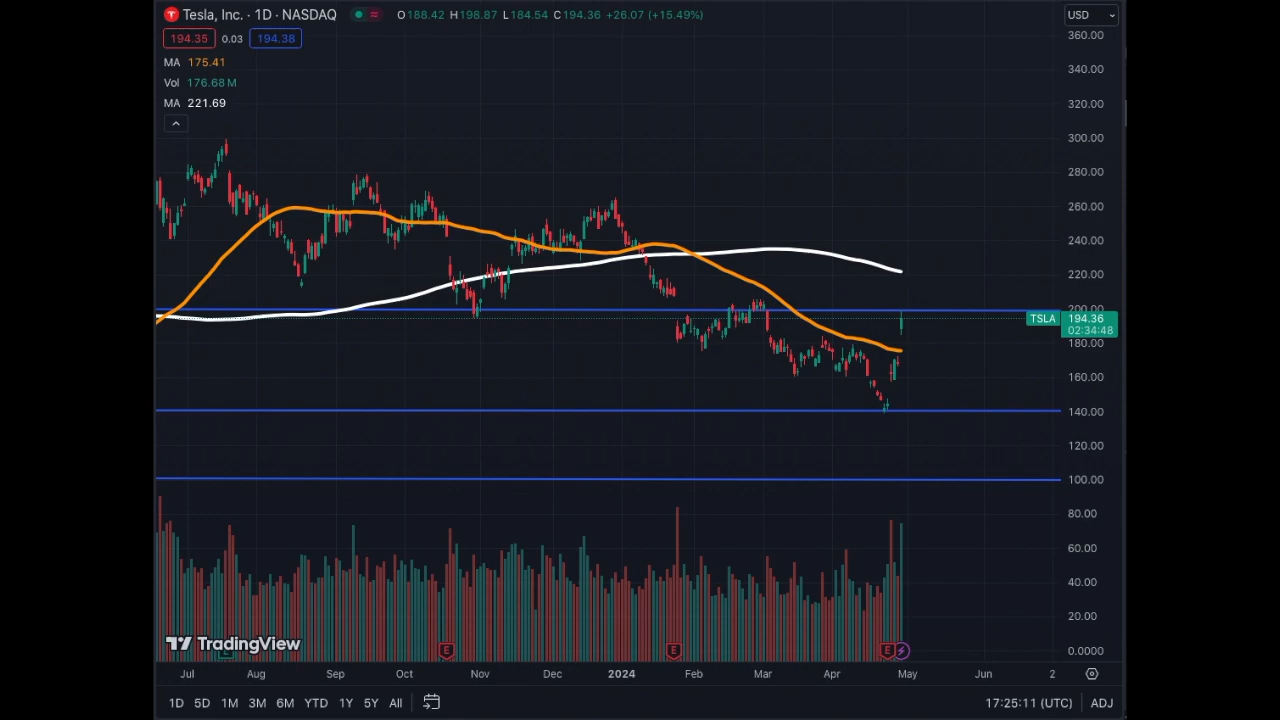 Tesla, Inc. · 1D · NASDAQ O188.42 H198.87 L184.54 C194.36 +26.07 (+15.49%)
USD
194.35 0.03 194.38
MA 175.41
Vol 176.68 M
MA 221.69
360.00
340.00
320.00
300.00
280.00
260.00
240.00
220.00
200.00
TSLA 194.36
02:34:48
180.00
160.00
140.00
120.00
100.00
80.00
60.00
40.00
20.00
0.0000
E E E E
TradingView
Jul Aug Sep Oct Nov Dec 2024 Feb Mar Apr May Jun 2
1D 5D 1M 3M 6M YTD 1Y 5Y All 17:25:11 (UTC) ADJ